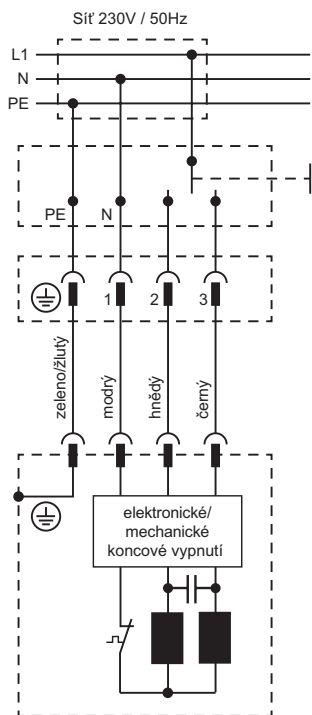 Síť 230V / 50Hz
L1
N
PE
PE N
1 2 3
zeleno/žlutý
modrý
hnědý
černý
elektronické/
mechanické
koncové vypnutí